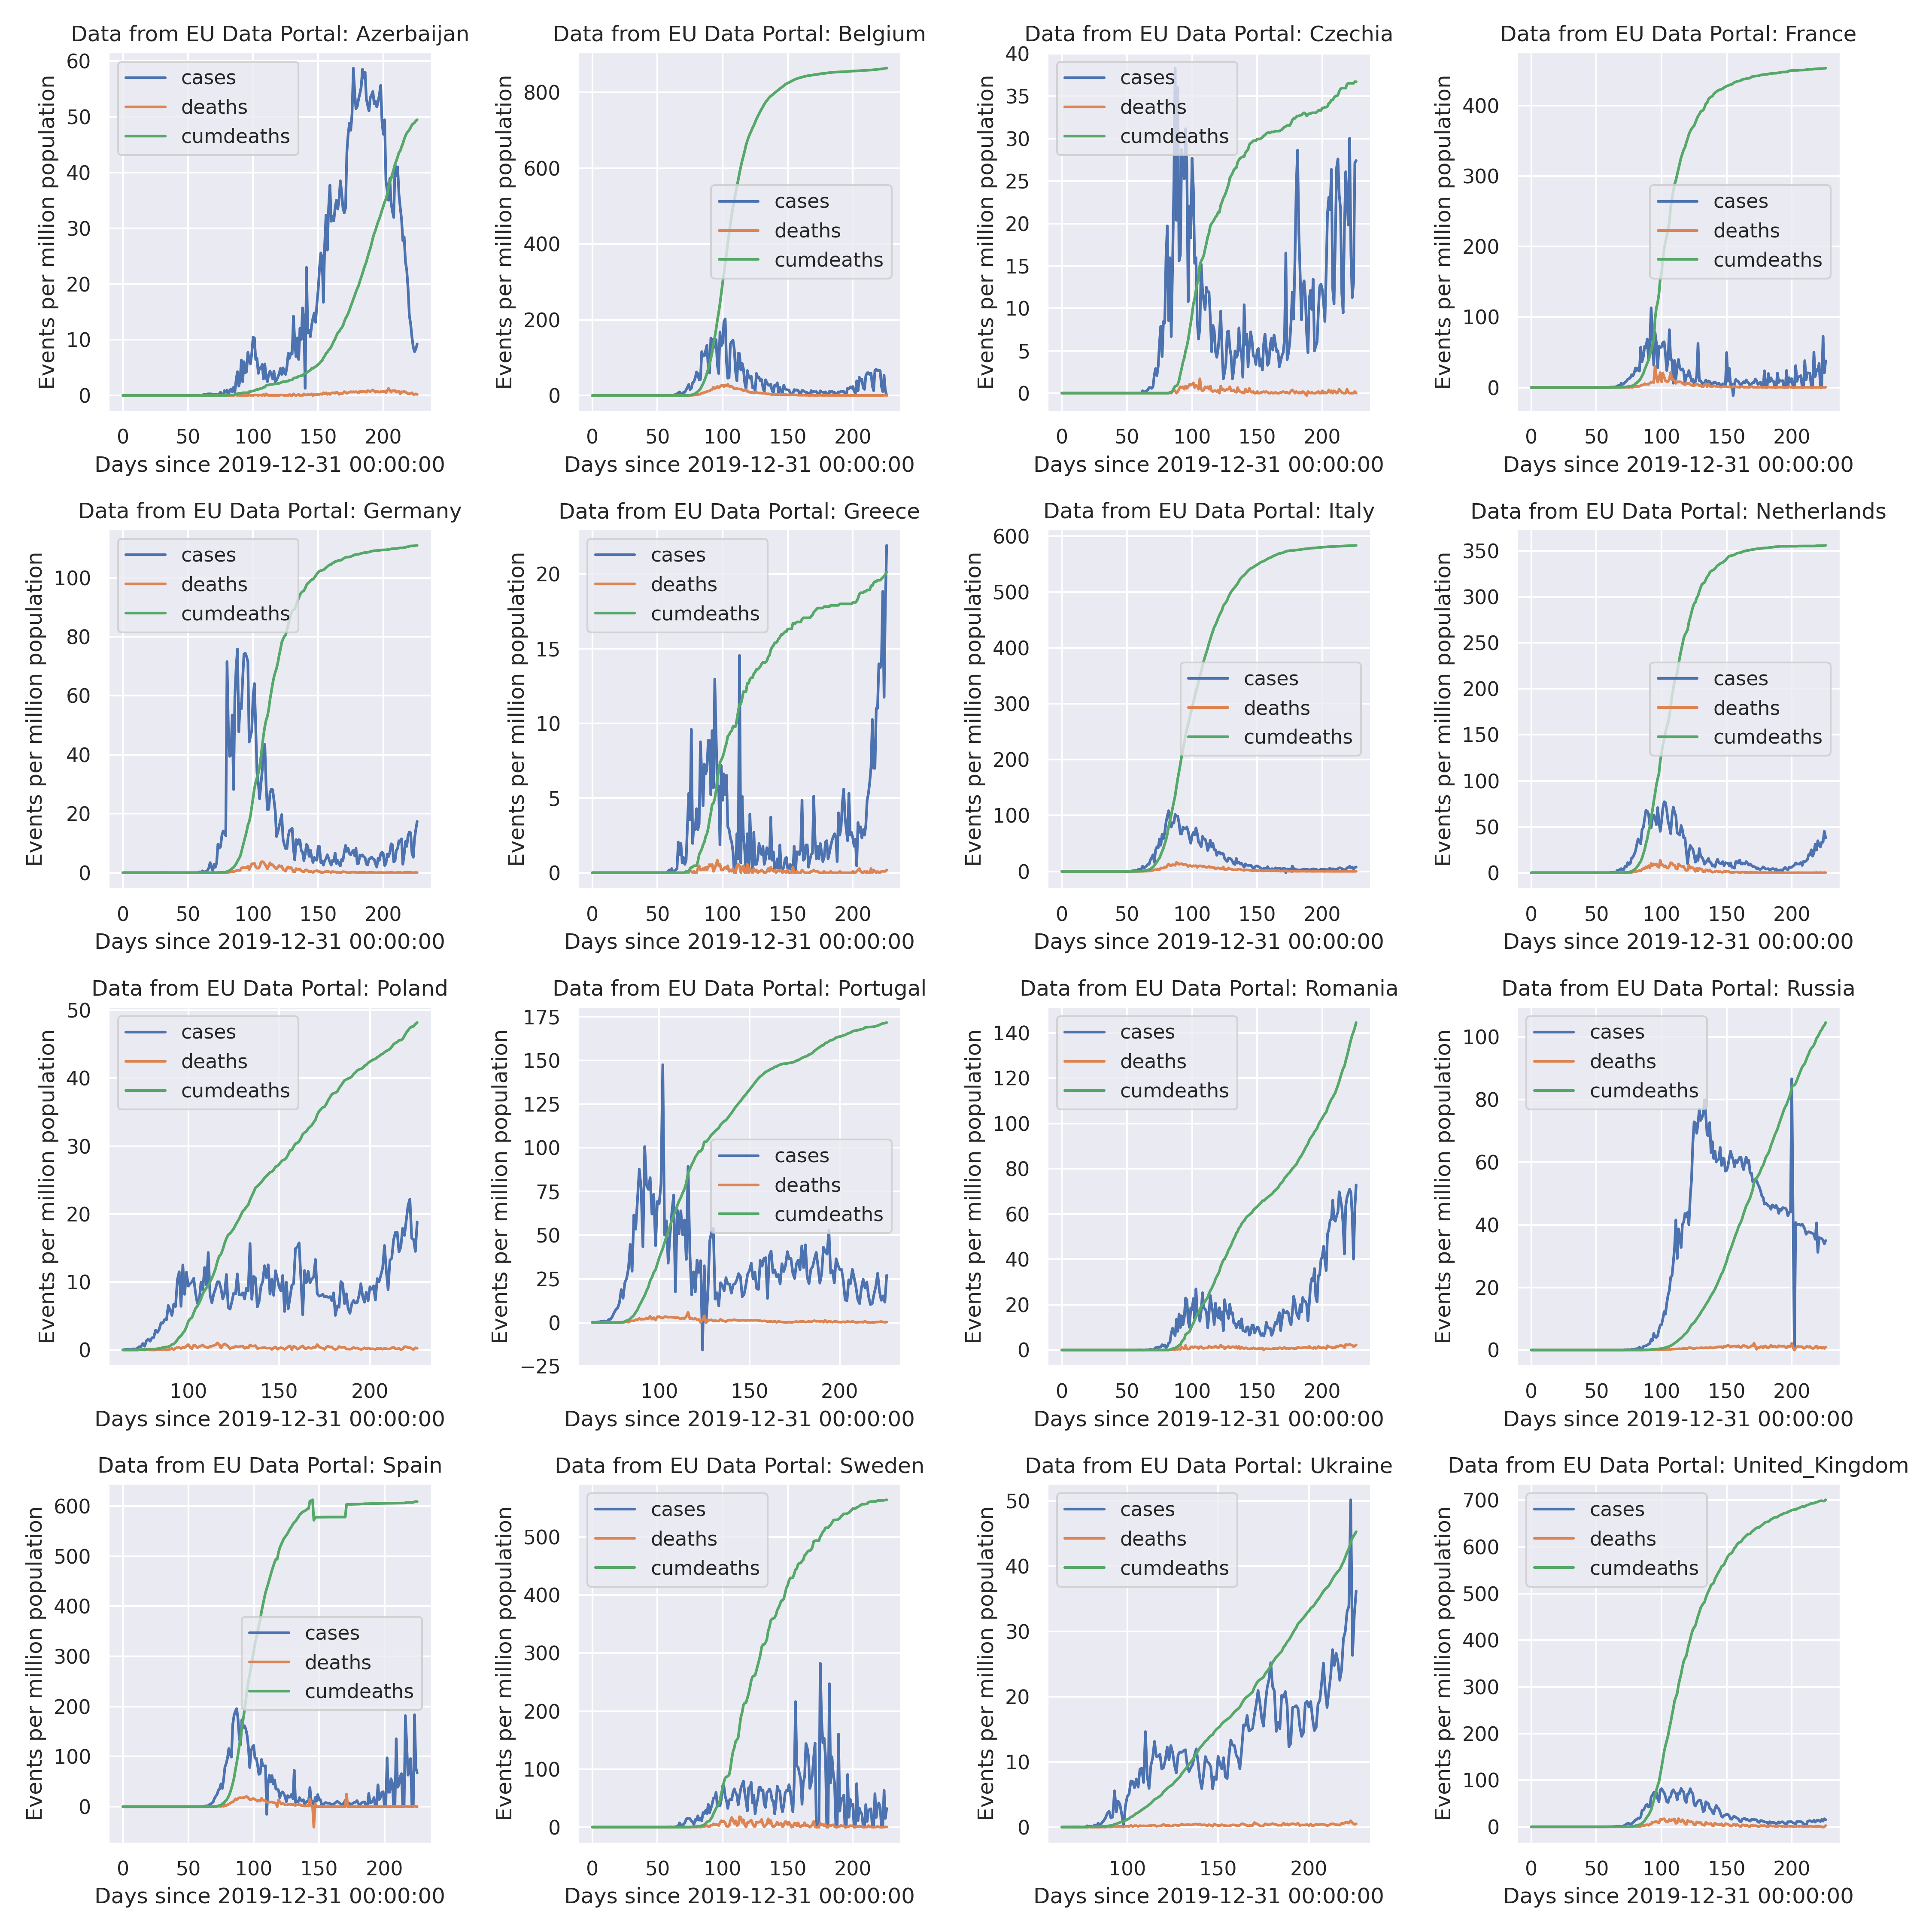 Data from EU Data Portal: Azerbaijan
Events per million population
60
50
40
30
20
10
0
cases
deaths
cumdeaths
0 50 100 150 200
Days since 2019-12-31 00:00:00
Data from EU Data Portal: Belgium
Events per million population
800
600
400
200
0
cases
deaths
cumdeaths
0 50 100 150 200
Days since 2019-12-31 00:00:00
Data from EU Data Portal: Czechia
Events per million population
40
35
30
25
20
15
10
5
0
cases
deaths
cumdeaths
0 50 100 150 200
Days since 2019-12-31 00:00:00
Data from EU Data Portal: France
Events per million population
400
300
200
100
0
cases
deaths
cumdeaths
0 50 100 150 200
Days since 2019-12-31 00:00:00
Data from EU Data Portal: Germany
Events per million population
100
80
60
40
20
0
cases
deaths
cumdeaths
0 50 100 150 200
Days since 2019-12-31 00:00:00
Data from EU Data Portal: Greece
Events per million population
20
15
10
5
0
cases
deaths
cumdeaths
0 50 100 150 200
Days since 2019-12-31 00:00:00
Data from EU Data Portal: Italy
Events per million population
600
500
400
300
200
100
0
cases
deaths
cumdeaths
0 50 100 150 200
Days since 2019-12-31 00:00:00
Data from EU Data Portal: Netherlands
Events per million population
350
300
250
200
150
100
50
0
cases
deaths
cumdeaths
0 50 100 150 200
Days since 2019-12-31 00:00:00
Data from EU Data Portal: Poland
Events per million population
50
40
30
20
10
0
cases
deaths
cumdeaths
100 150 200
Days since 2019-12-31 00:00:00
Data from EU Data Portal: Portugal
Events per million population
175
150
125
100
75
50
25
0
−25
cases
deaths
cumdeaths
100 150 200
Days since 2019-12-31 00:00:00
Data from EU Data Portal: Romania
Events per million population
140
120
100
80
60
40
20
0
cases
deaths
cumdeaths
0 50 100 150 200
Days since 2019-12-31 00:00:00
Data from EU Data Portal: Russia
Events per million population
100
80
60
40
20
0
cases
deaths
cumdeaths
0 50 100 150 200
Days since 2019-12-31 00:00:00
Data from EU Data Portal: Spain
Events per million population
600
500
400
300
200
100
0
cases
deaths
cumdeaths
0 50 100 150 200
Days since 2019-12-31 00:00:00
Data from EU Data Portal: Sweden
Events per million population
500
400
300
200
100
0
cases
deaths
cumdeaths
0 50 100 150 200
Days since 2019-12-31 00:00:00
Data from EU Data Portal: Ukraine
Events per million population
50
40
30
20
10
0
cases
deaths
cumdeaths
100 150 200
Days since 2019-12-31 00:00:00
Data from EU Data Portal: United_Kingdom
Events per million population
700
600
500
400
300
200
100
0
cases
deaths
cumdeaths
0 50 100 150 200
Days since 2019-12-31 00:00:00